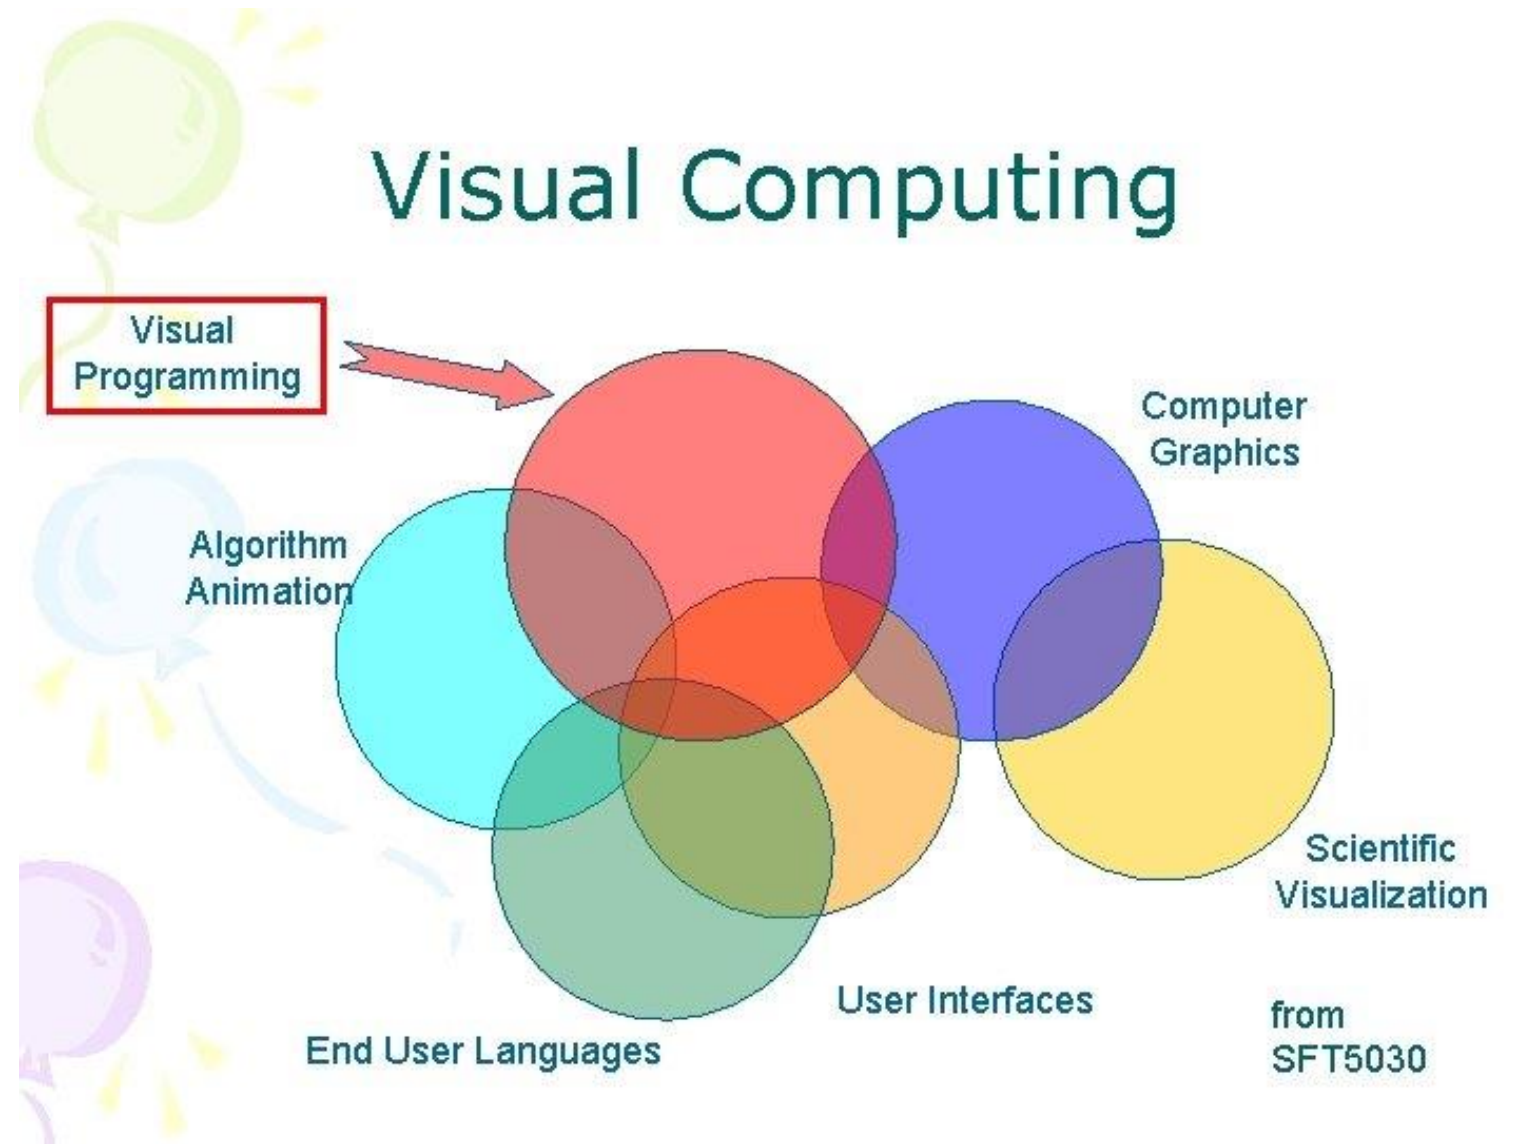 Visual Computing
Visual
Programming
Computer
Graphics
Algorithm
Animation
Scientific
Visualization
User Interfaces
End User Languages
from
SFT5030